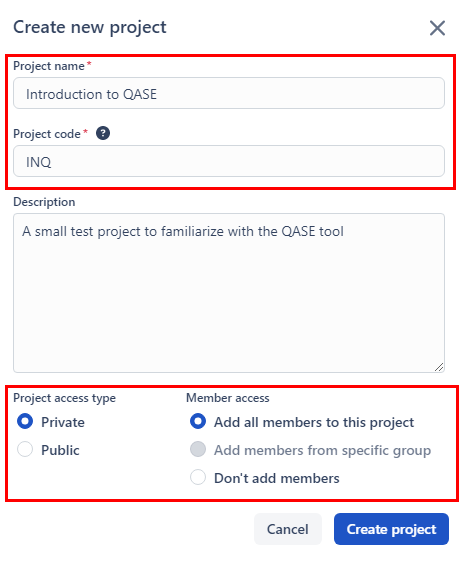 Create new project
Project name*
Introduction to QASE
Project code* ?
INQ
Description
A small test project to familiarize with the QASE tool
Project access type
Member access
Private
Add all members to this project
Public
Add members from specific group
Don't add members
Cancel
Create project